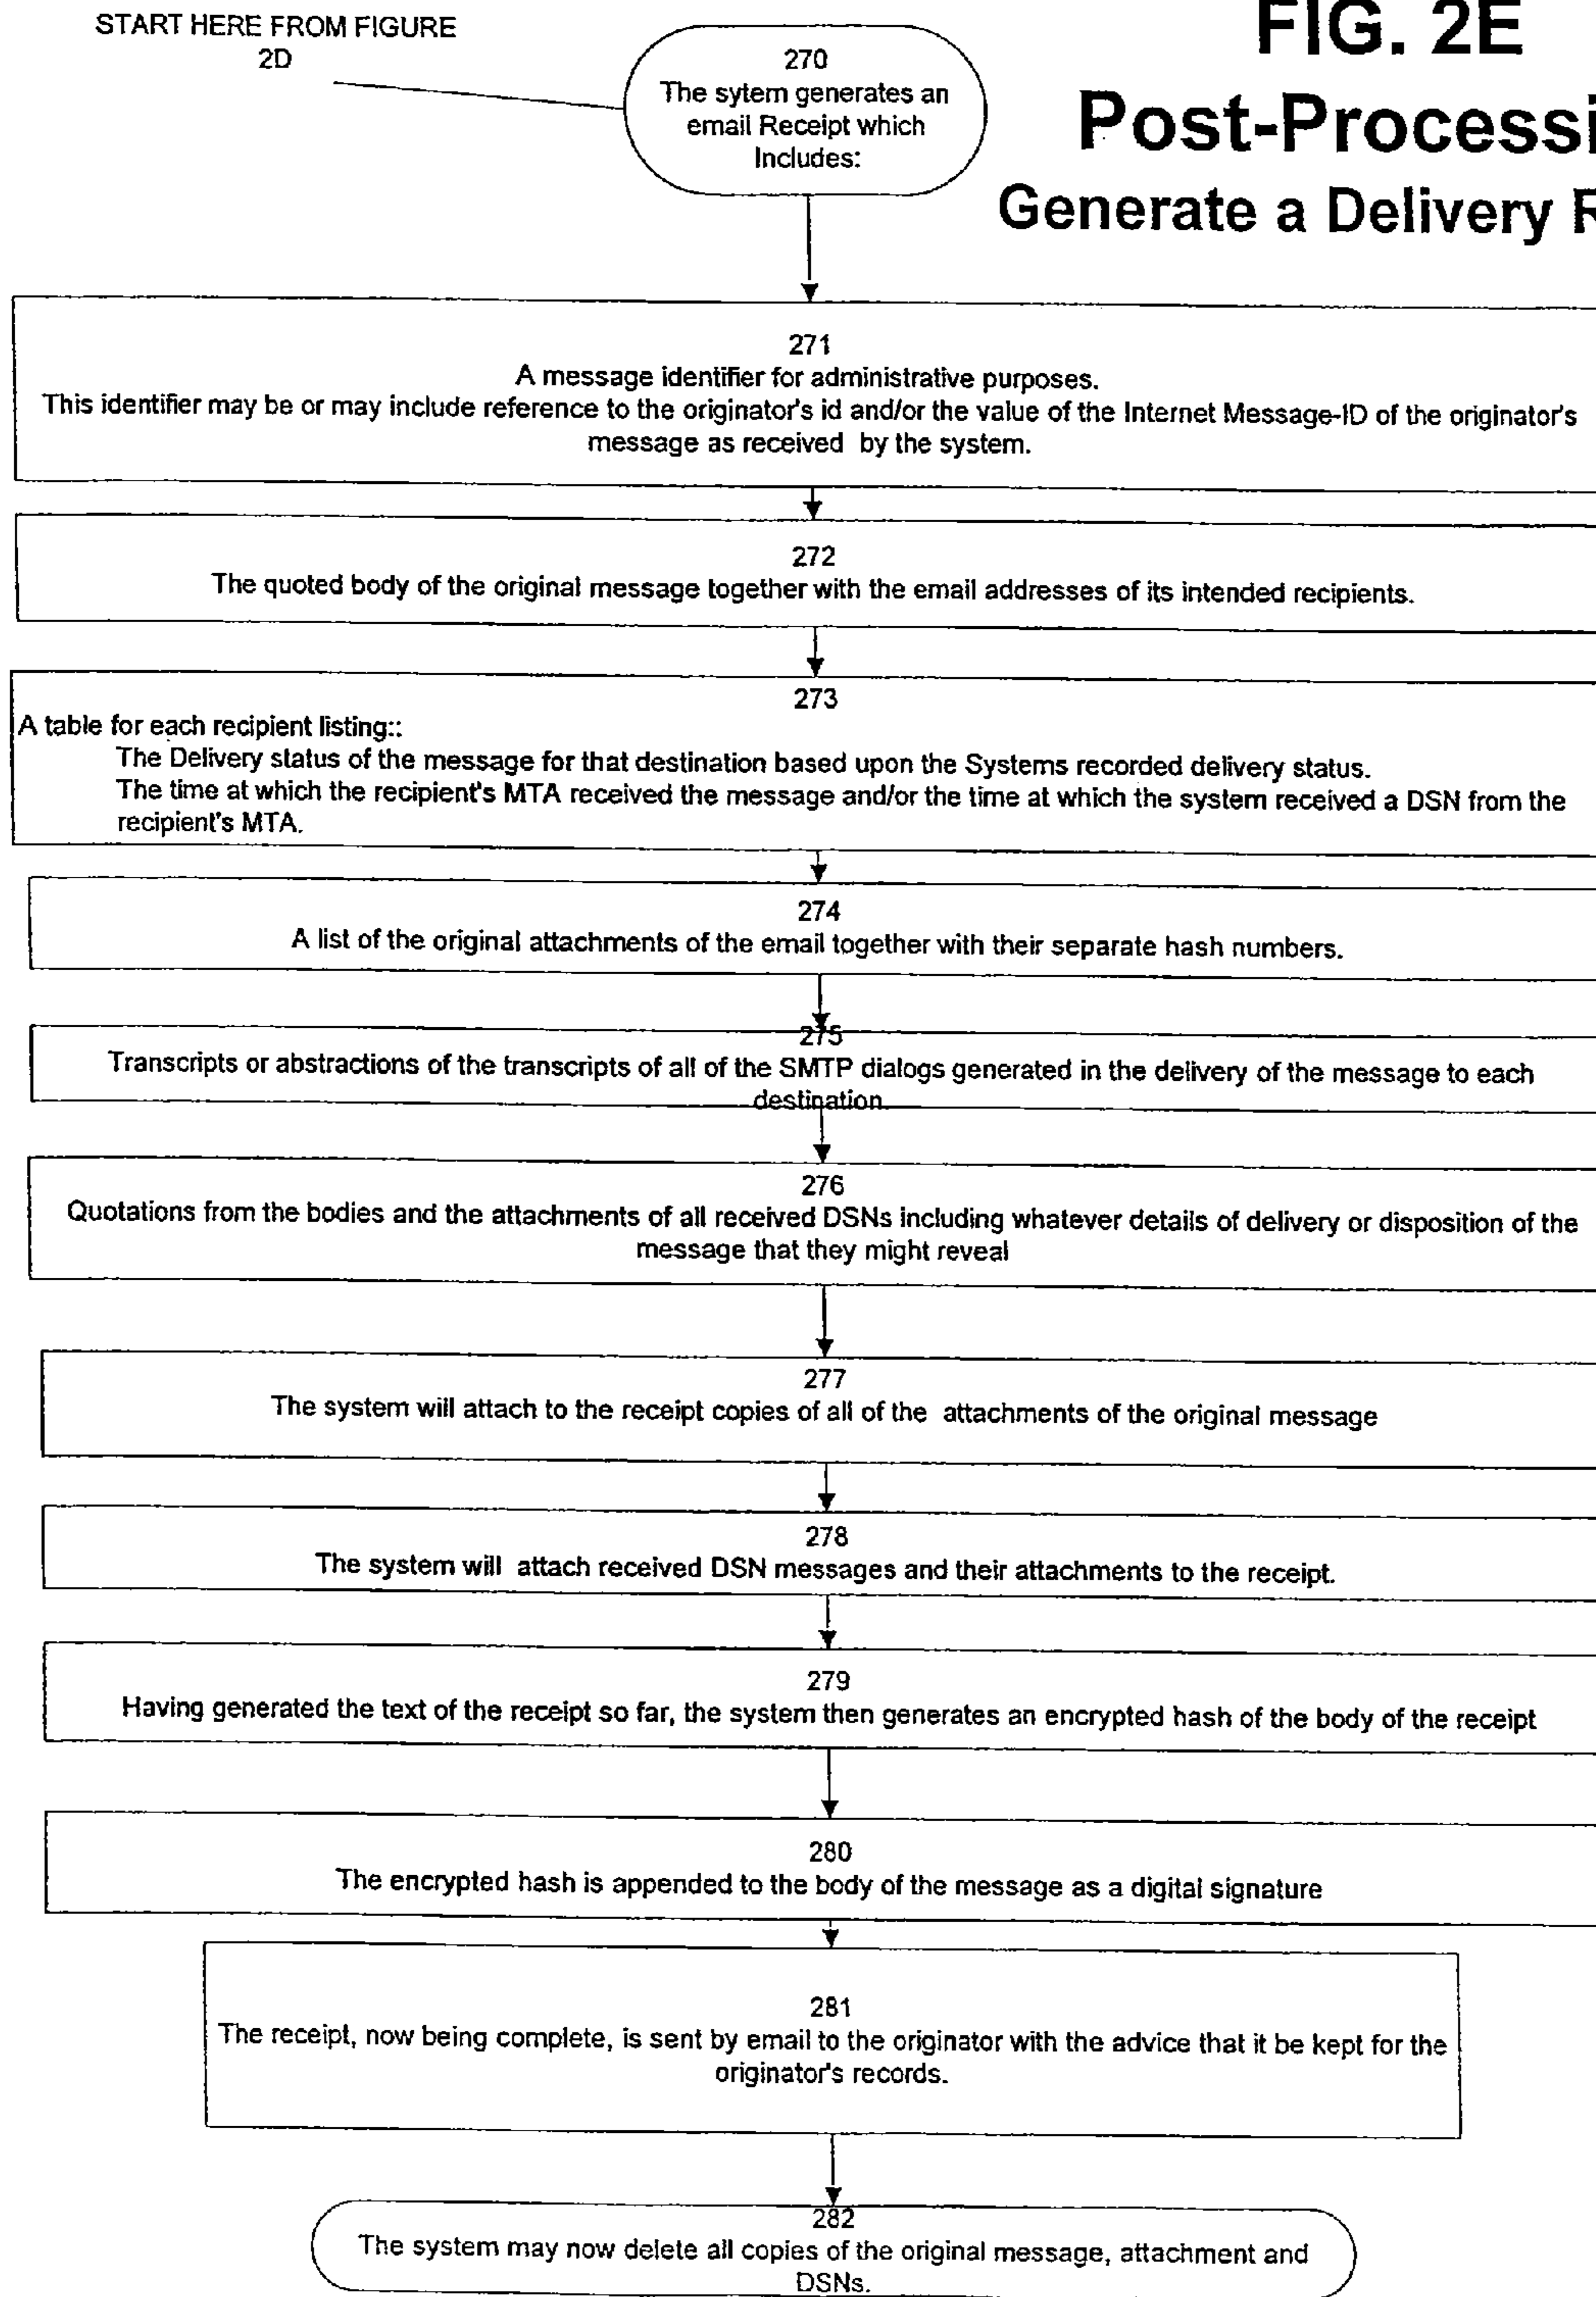 START HERE FROM FIGURE
2D
FIG. 2E
Post-Processi
Generate a Delivery R
270
The sytem generates an
email Receipt which
Includes:
271
A message identifier for administrative purposes.
This identifier may be or may include reference to the originator's id and/or the value of the Internet Message-ID of the originator's
message as received by the system.
272
The quoted body of the original message together with the email addresses of its intended recipients.
273
A table for each recipient listing::
The Delivery status of the message for that destination based upon the Systems recorded delivery status.
The time at which the recipient's MTA received the message and/or the time at which the system received a DSN from the
recipient's MTA.
274
A list of the original attachments of the email together with their separate hash numbers.
275
Transcripts or abstractions of the transcripts of all of the SMTP dialogs generated in the delivery of the message to each
destination
276
Quotations from the bodies and the attachments of all received DSNs including whatever details of delivery or disposition of the
message that they might reveal
277
The system will attach to the receipt copies of all of the attachments of the original message
278
The system will attach received DSN messages and their attachments to the receipt.
279
Having generated the text of the receipt so far, the system then generates an encrypted hash of the body of the receipt
280
The encrypted hash is appended to the body of the message as a digital signature
281
The receipt, now being complete, is sent by email to the originator with the advice that it be kept for the
originator's records.
282
The system may now delete all copies of the original message, attachment and
DSNs.